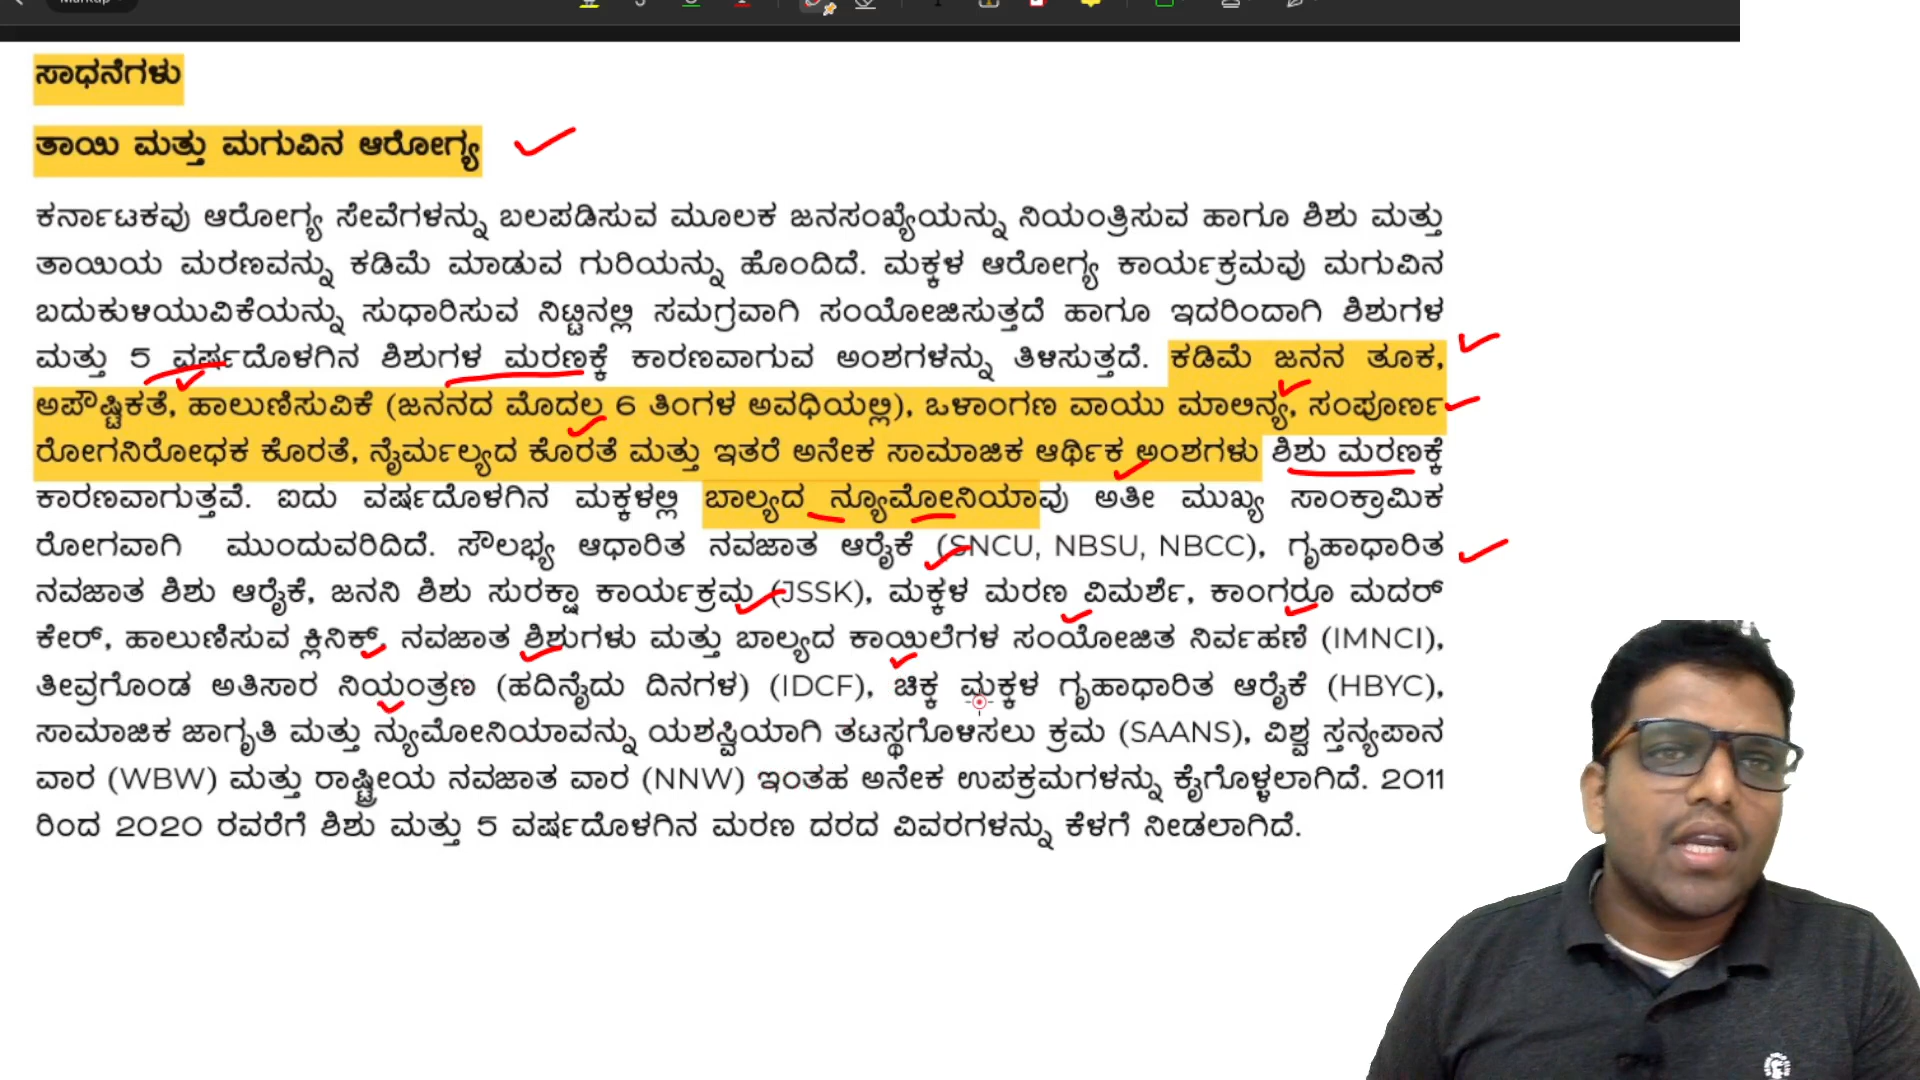 ಸಾಧನೆಗಳು
ತಾಯಿ ಮತ್ತು ಮಗುವಿನ ಆರೋಗ್ಯ
ಕರ್ನಾಟಕವು ಆರೋಗ್ಯ ಸೇವೆಗಳನ್ನು ಬಲಪಡಿಸುವ ಮೂಲಕ ಜನಸಂಖ್ಯೆಯನ್ನು ನಿಯಂತ್ರಿಸುವ ಹಾಗೂ ಶಿಶು ಮತ್ತು
ತಾಯಿಯ ಮರಣವನ್ನು ಕಡಿಮೆ ಮಾಡುವ ಗುರಿಯನ್ನು ಹೊಂದಿದೆ. ಮಕ್ಕಳ ಆರೋಗ್ಯ ಕಾರ್ಯಕ್ರಮವು ಮಗುವಿನ
ಬದುಕುಳಿಯುವಿಕೆಯನ್ನು ಸುಧಾರಿಸುವ ನಿಟ್ಟಿನಲ್ಲಿ ಸಮಗ್ರವಾಗಿ ಸಂಯೋಜಿಸುತ್ತದೆ ಹಾಗೂ ಇದರಿಂದಾಗಿ ಶಿಶುಗಳ
ಮತ್ತು 5 ವರ್ಷದೊಳಗಿನ ಶಿಶುಗಳ ಮರಣಕ್ಕೆ ಕಾರಣವಾಗುವ ಅಂಶಗಳನ್ನು ತಿಳಿಸುತ್ತದೆ. ಕಡಿಮೆ ಜನನ ತೂಕ,
ಅಪೌಷ್ಟಿಕತೆ, ಹಾಲುಣಿಸುವಿಕೆ (ಜನನದ ಮೊದಲ 6 ತಿಂಗಳ ಅವಧಿಯಲ್ಲಿ), ಒಳಾಂಗಣ ವಾಯು ಮಾಲಿನ್ಯ, ಸಂಪೂರ್ಣ
ರೋಗನಿರೋಧಕ ಕೊರತೆ, ನೈರ್ಮಲ್ಯದ ಕೊರತೆ ಮತ್ತು ಇತರೆ ಅನೇಕ ಸಾಮಾಜಿಕ ಆರ್ಥಿಕ ಅಂಶಗಳು ಶಿಶು ಮರಣಕ್ಕೆ
ಕಾರಣವಾಗುತ್ತವೆ. ಐದು ವರ್ಷದೊಳಗಿನ ಮಕ್ಕಳಲ್ಲಿ ಬಾಲ್ಯದ ನ್ಯೂಮೋನಿಯಾವು ಅತೀ ಮುಖ್ಯ ಸಾಂಕ್ರಾಮಿಕ
ರೋಗವಾಗಿ ಮುಂದುವರಿದಿದೆ. ಸೌಲಭ್ಯ ಆಧಾರಿತ ನವಜಾತ ಆರೈಕೆ (SNCU, NBSU, NBCC), ಗೃಹಾಧಾರಿತ
ನವಜಾತ ಶಿಶು ಆರೈಕೆ, ಜನನಿ ಶಿಶು ಸುರಕ್ಷಾ ಕಾರ್ಯಕ್ರಮ (JSSK), ಮಕ್ಕಳ ಮರಣ ವಿಮರ್ಶೆ, ಕಾಂಗರೂ ಮದರ್
ಕೇರ್, ಹಾಲುಣಿಸುವ ಕ್ಲಿನಿಕ್, ನವಜಾತ ಶಿಶುಗಳು ಮತ್ತು ಬಾಲ್ಯದ ಕಾಯಿಲೆಗಳ ಸಂಯೋಜಿತ ನಿರ್ವಹಣೆ (IMNCI),
ತೀವ್ರಗೊಂಡ ಅತಿಸಾರ ನಿಯಂತ್ರಣ (ಹದಿನೈದು ದಿನಗಳ) (IDCF), ಚಿಕ್ಕ ಮಕ್ಕಳ ಗೃಹಾಧಾರಿತ ಆರೈಕೆ (HBYC),
ಸಾಮಾಜಿಕ ಜಾಗೃತಿ ಮತ್ತು ನ್ಯುಮೋನಿಯಾವನ್ನು ಯಶಸ್ವಿಯಾಗಿ ತಟಸ್ಥಗೊಳಿಸಲು ಕ್ರಮ (SAANS), ವಿಶ್ವ ಸ್ತನ್ಯಪಾನ
ವಾರ (WBW) ಮತ್ತು ರಾಷ್ಟ್ರೀಯ ನವಜಾತ ವಾರ (NNW) ಇಂತಹ ಅನೇಕ ಉಪಕ್ರಮಗಳನ್ನು ಕೈಗೊಳ್ಳಲಾಗಿದೆ. 2011
ರಿಂದ 2020 ರವರೆಗೆ ಶಿಶು ಮತ್ತು 5 ವರ್ಷದೊಳಗಿನ ಮರಣ ದರದ ವಿವರಗಳನ್ನು ಕೆಳಗೆ ನೀಡಲಾಗಿದೆ.